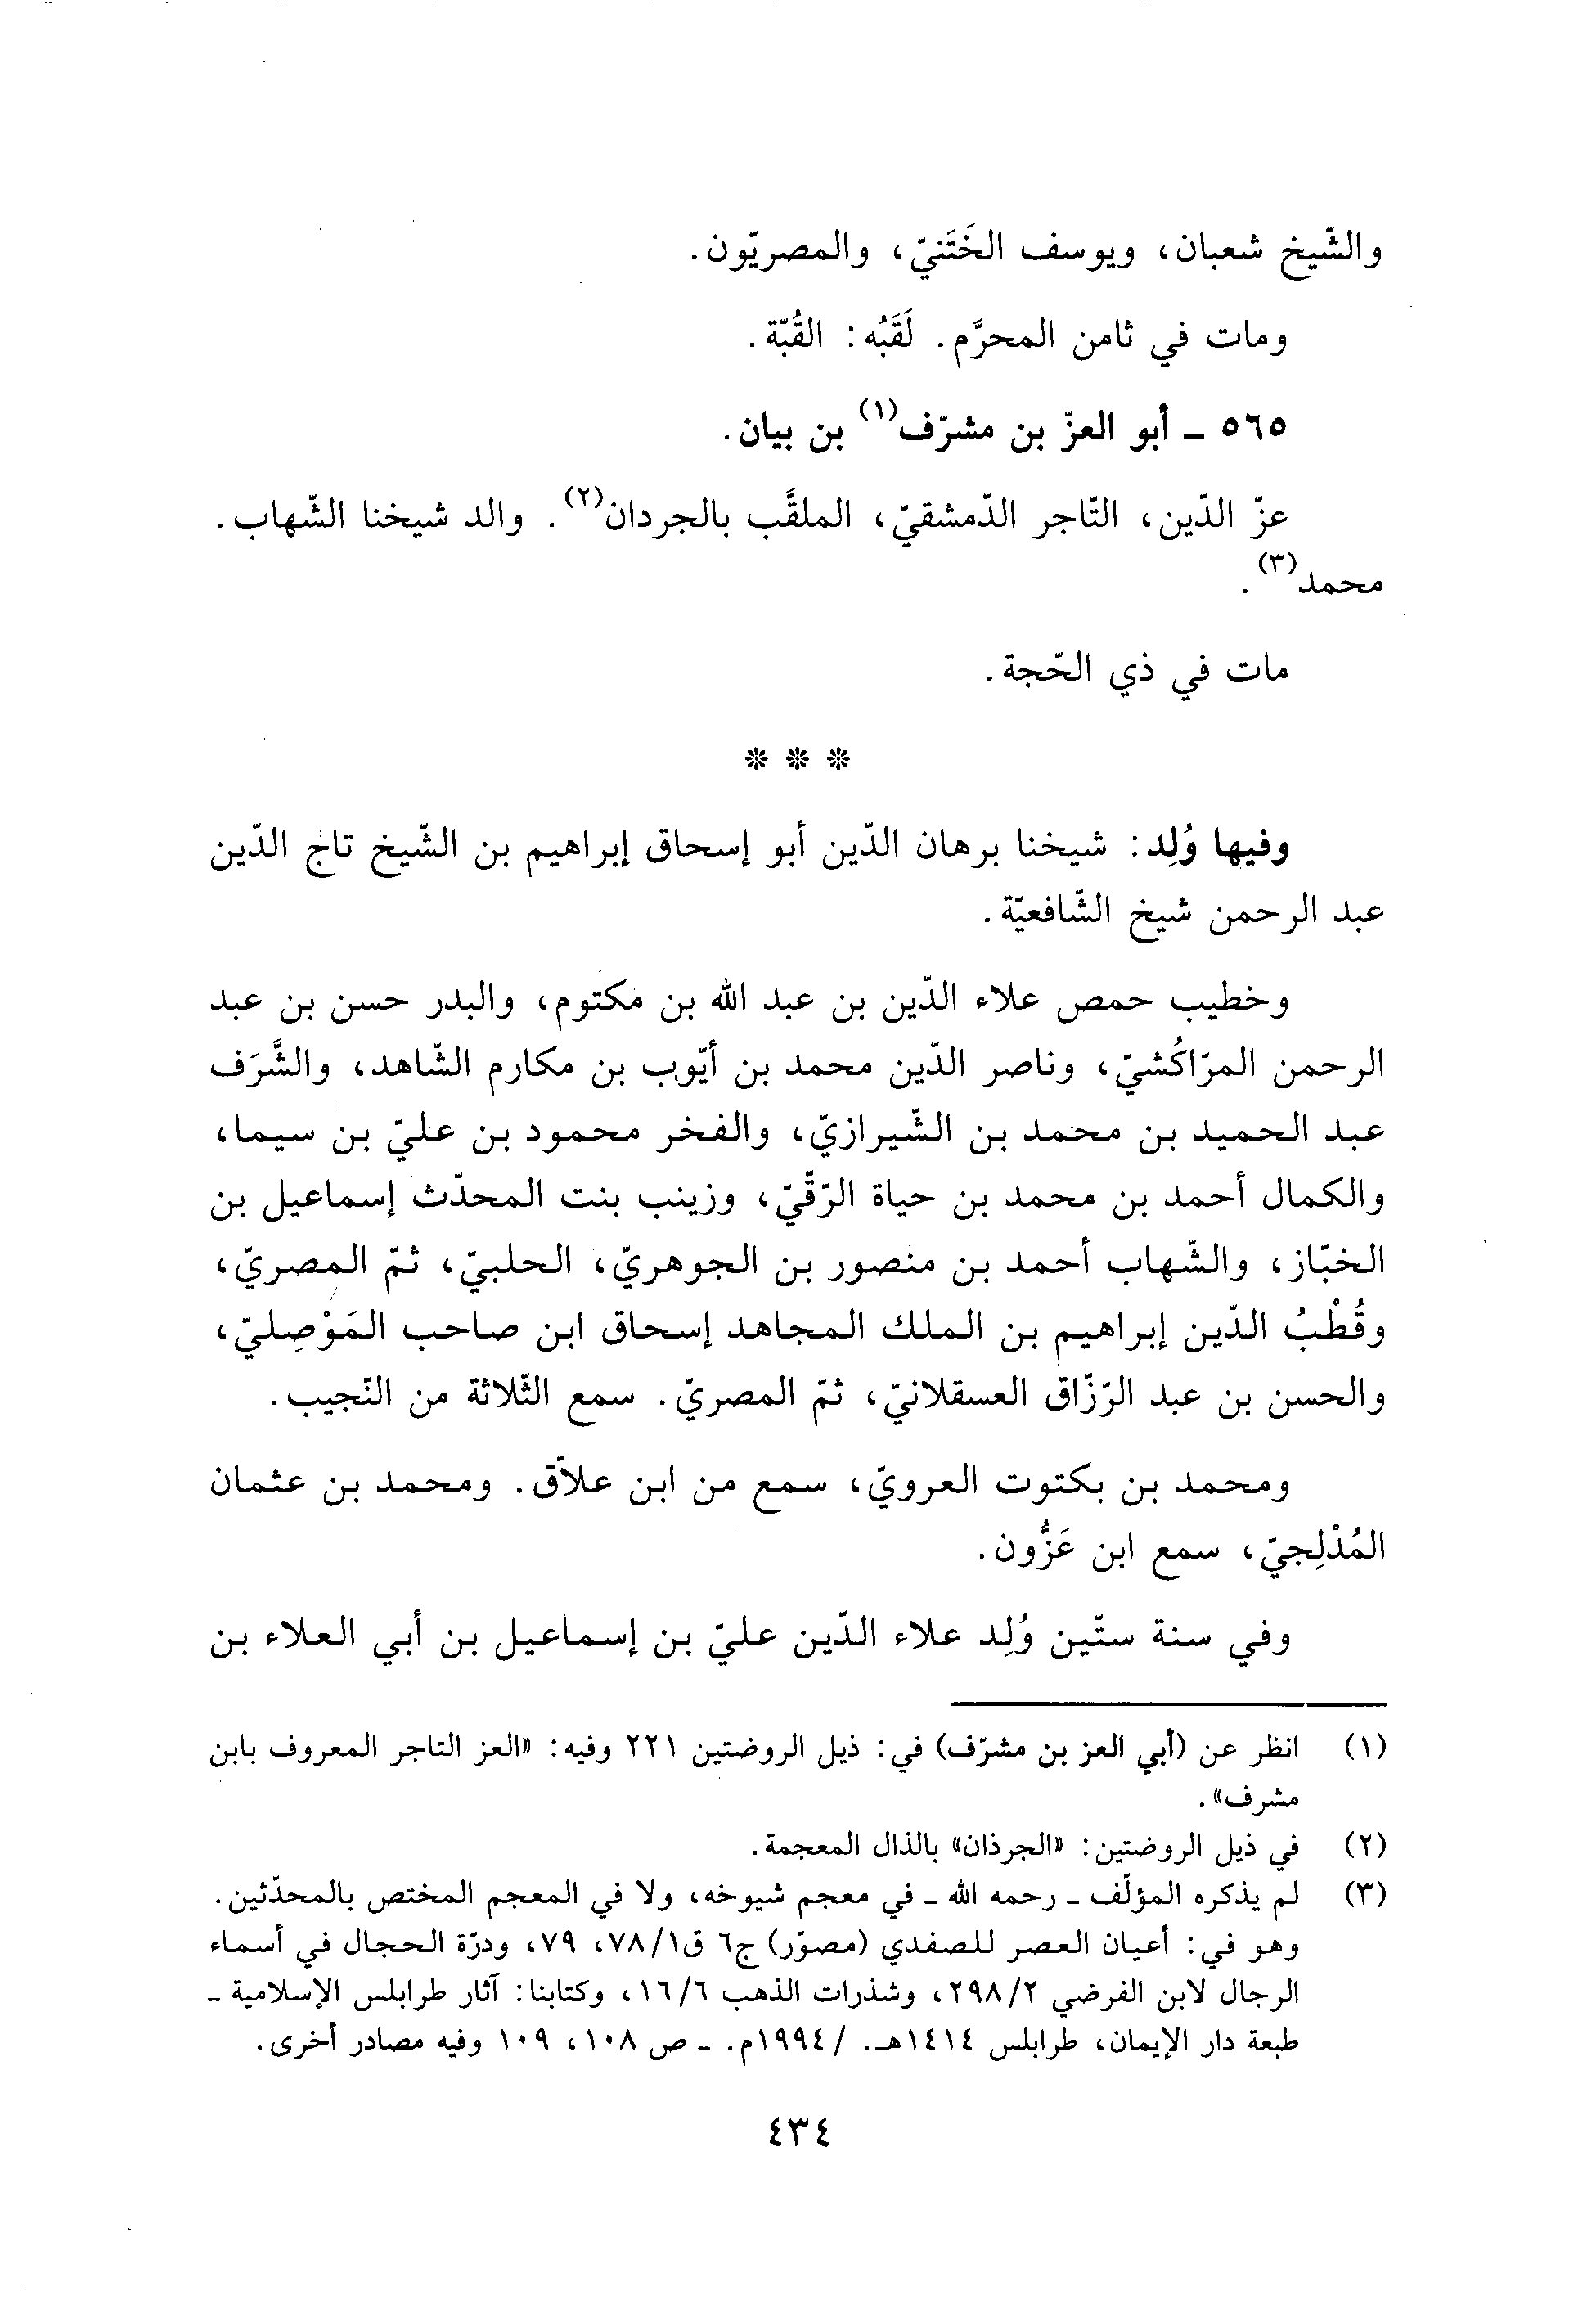 والشّيخ شعبان، ويوسف الخَتَنيّ، والمصريّون.
ومات في ثامن المحرَّم. لَقَبُه: القُبّة.
٥٦٥ ـ أبو العزّ بن مشرّف(١) بن بيان.
عزّ الدّين، التّاجر الدّمشقيّ، الملقَّب بالجردان(٢). والد شيخنا الشّهاب.
محمد(٣).
مات في ذي الحّجة.
* * *
وفيها وُلِد: شيخنا برهان الدّين أبو إسحاق إبراهيم بن الشّيخ تاج الدّين
عبد الرحمن شيخ الشّافعيّة.
وخطيب حمص علاء الدّين بن عبد الله بن مكتوم، والبدر حسن بن عبد
الرحمن المرّاكُشيّ، وناصر الدّين محمد بن أيّوب بن مكارم الشّاهد، والشَّرَف
عبد الحميد بن محمد بن الشّيرازيّ، والفخر محمود بن عليّ بن سيما،
والكمال أحمد بن محمد بن حياة الرّقّيّ، وزينب بنت المحدّث إسماعيل بن
الخبّاز، والشّهاب أحمد بن منصور بن الجوهريّ، الحلبيّ، ثمّ المصريّ،
وقُطْبُ الدّين إبراهيم بن الملك المجاهد إسحاق ابن صاحب المَوْصِليّ،
والحسن بن عبد الرّزّاق العسقلانيّ، ثمّ المصريّ. سمع الثّلاثة من النّجيب.
ومحمد بن بكتوت العرويّ، سمع من ابن علاّق. ومحمد بن عثمان
المُدْلِجيّ، سمع ابن عَزُّون.
وفي سنة ستّين وُلِد علاء الدّين عليّ بن إسماعيل بن أبي العلاء بن
(١) انظر عن (أبي العز بن مشرّف) في: ذيل الروضتين ٢٢١ وفيه: «العز التاجر المعروف بابن
مشرف».
(٢) في ذيل الروضتين: «الجرذان» بالذال المعجمة.
(٣) لم يذكره المؤلّف ـ رحمه الله ـ في معجم شيوخه، ولا في المعجم المختص بالمحدّثين.
وهو في: أعيان العصر للصفدي (مصوّر) ج٦ ق٧٨/١، ٧٩، ودرّة الحجال في أسماء
الرجال لابن الفرضي ٢٩٨/٢، وشذرات الذهب ١٦/٦، وكتابنا: آثار طرابلس الإسلامية ـ
طبعة دار الإيمان، طرابلس ١٤١٤هـ. / ١٩٩٤م. ـ ص ١٠٨، ١٠٩ وفيه مصادر أخرى.
٤٣٤